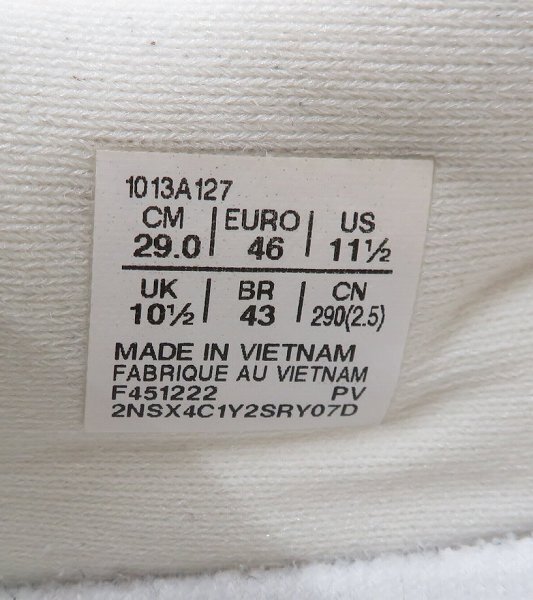 1013A127
CM | EURO | US
29.0 | 46 | 11½
UK | BR | CN
10½ | 43 | 290(2.5)
MADE IN VIETNAM
FABRIQUE AU VIETNAM
F451222 PV
2NSX4C1Y2SRY07D